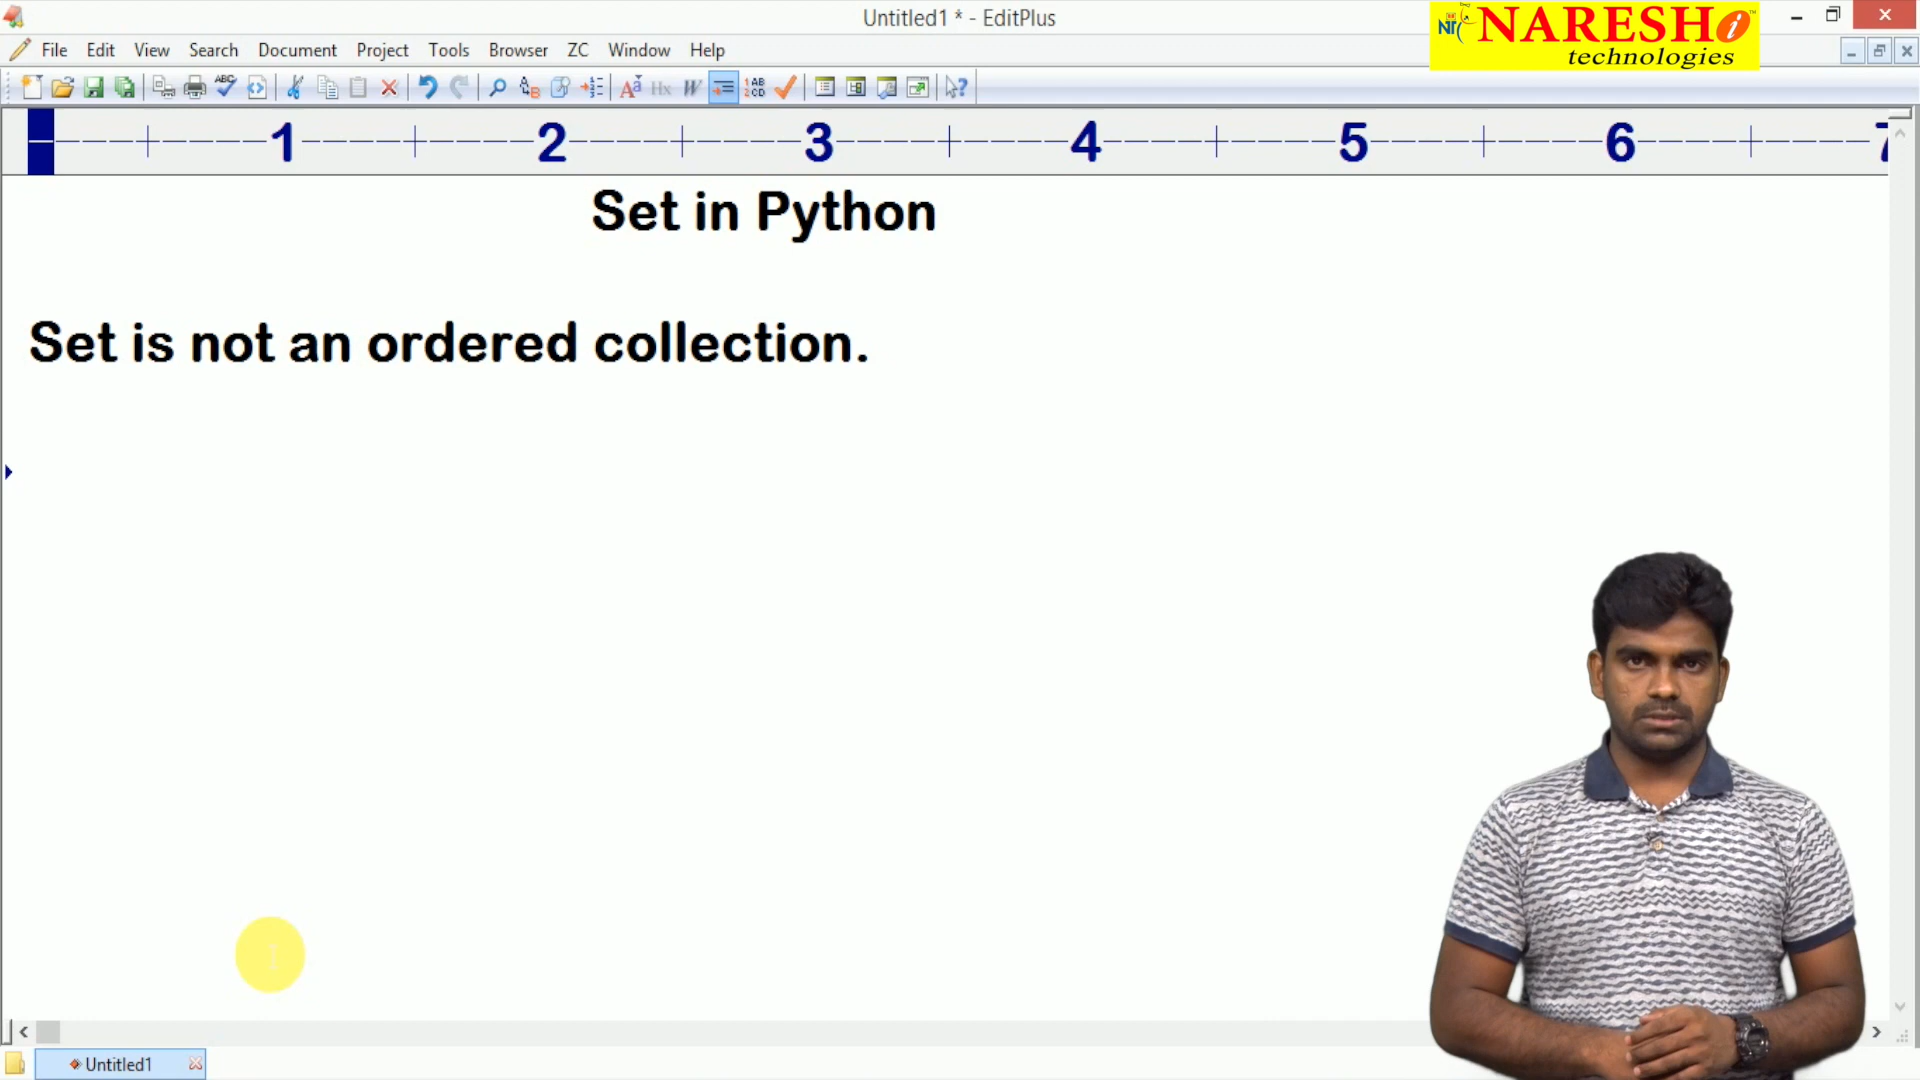 Untitled1 * - EditPlus
NARESH i
technologies
File Edit View Search Document Project Tools Browser ZC Window Help
1 2 3 4 5 6 7
Set in Python
Set is not an ordered collection.
Untitled1